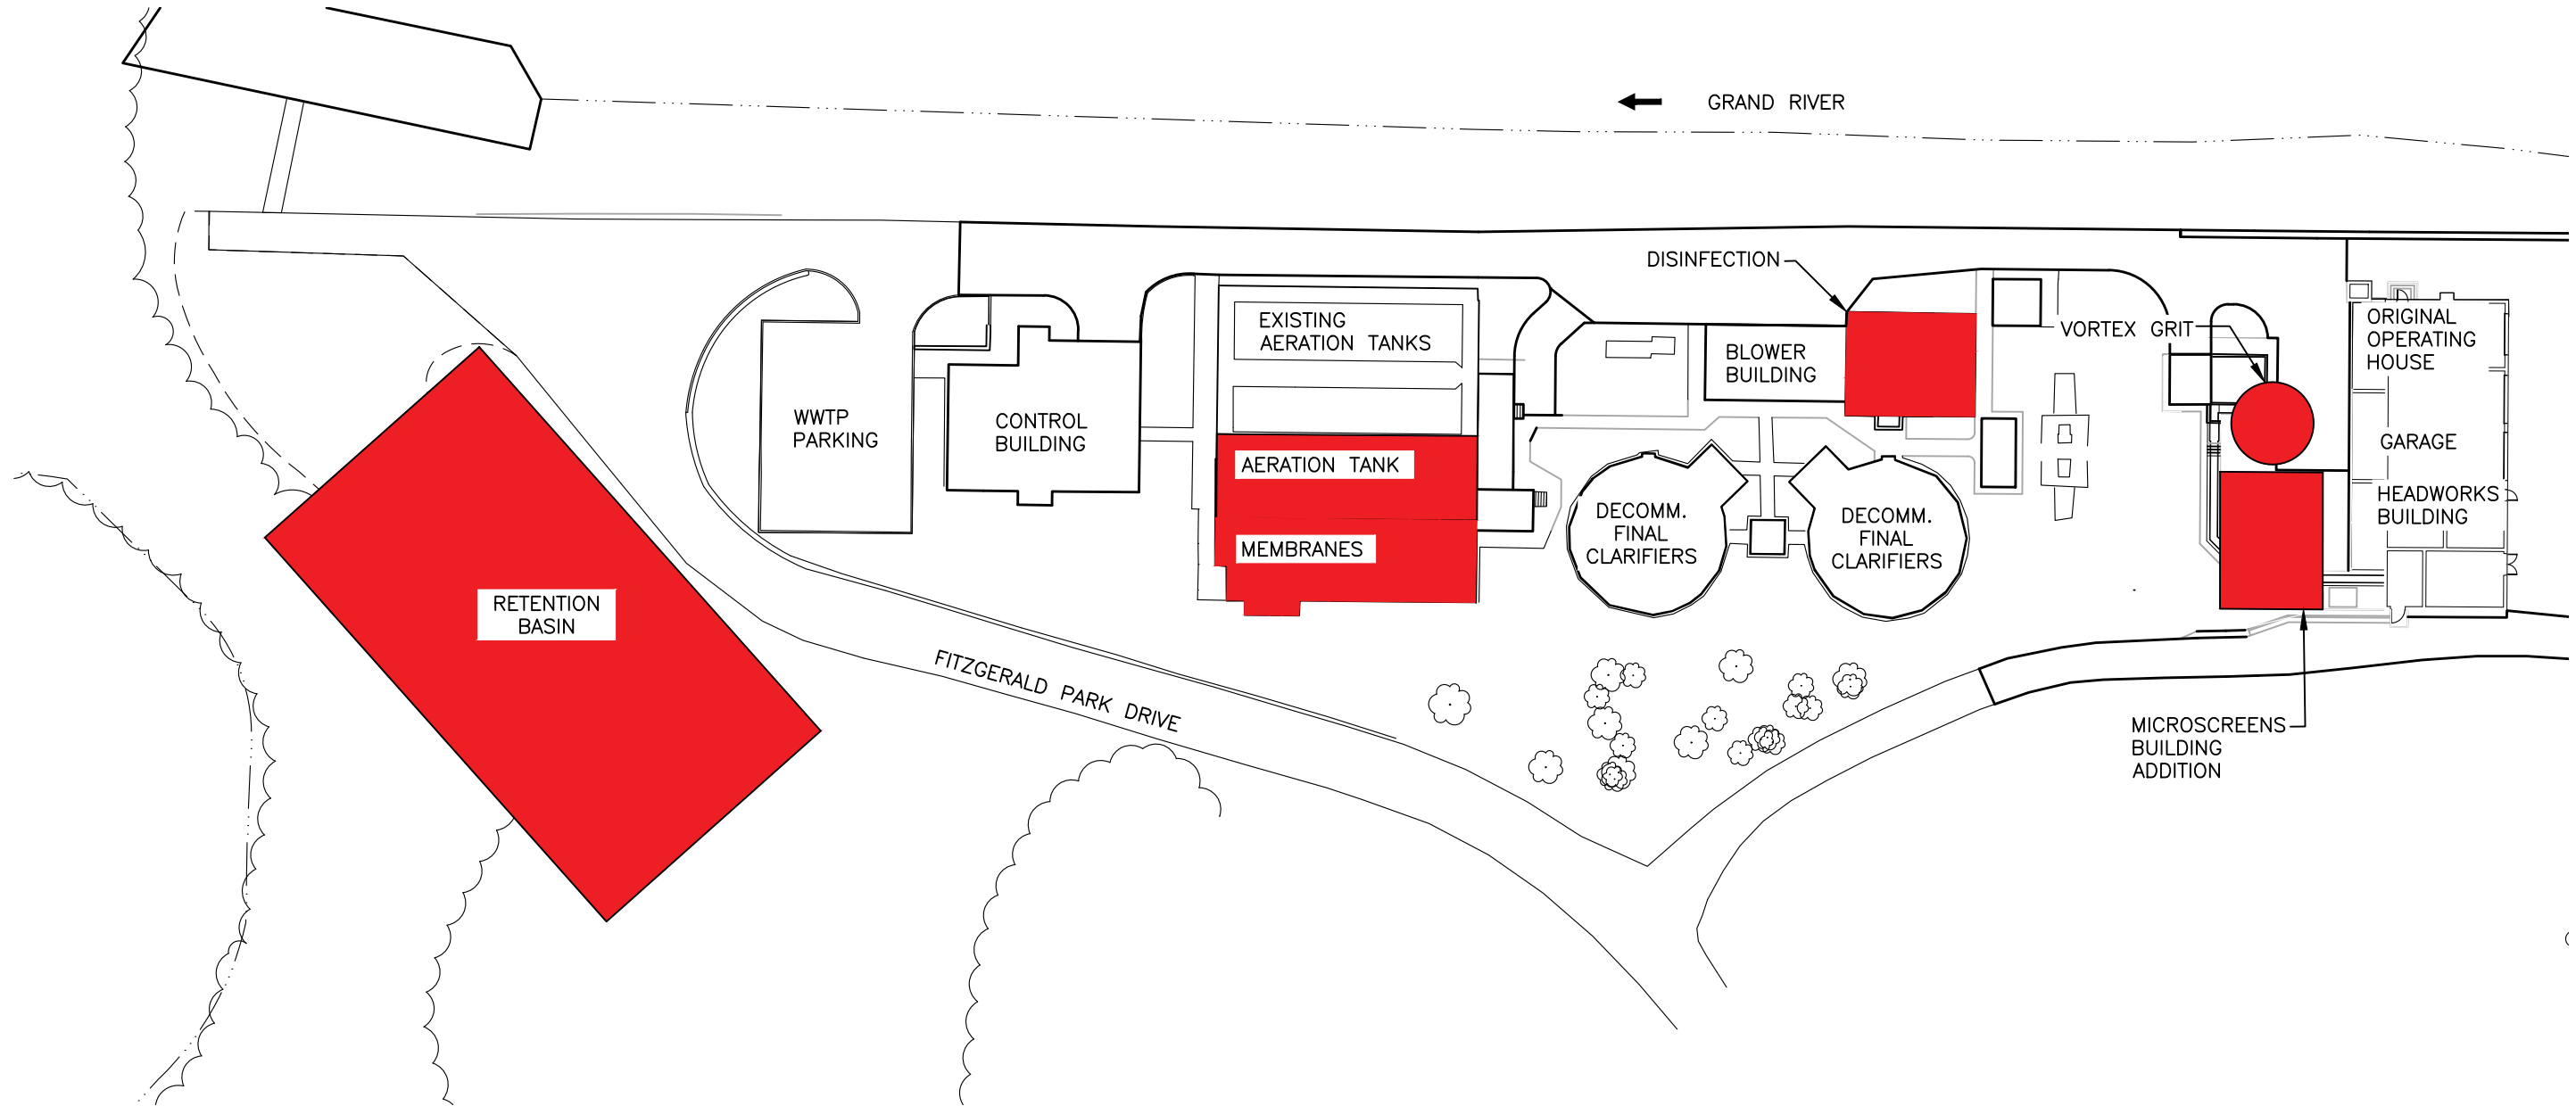 GRAND RIVER
DISINFECTION
EXISTING
AERATION TANKS
VORTEX GRIT
ORIGINAL
OPERATING
HOUSE
BLOWER
BUILDING
WWTP
PARKING
CONTROL
BUILDING
GARAGE
AERATION TANK
HEADWORKS
BUILDING
DECOMM.
FINAL
CLARIFIERS
DECOMM.
FINAL
CLARIFIERS
MEMBRANES
RETENTION
BASIN
FITZGERALD PARK DRIVE
MICROSCREENS
BUILDING
ADDITION